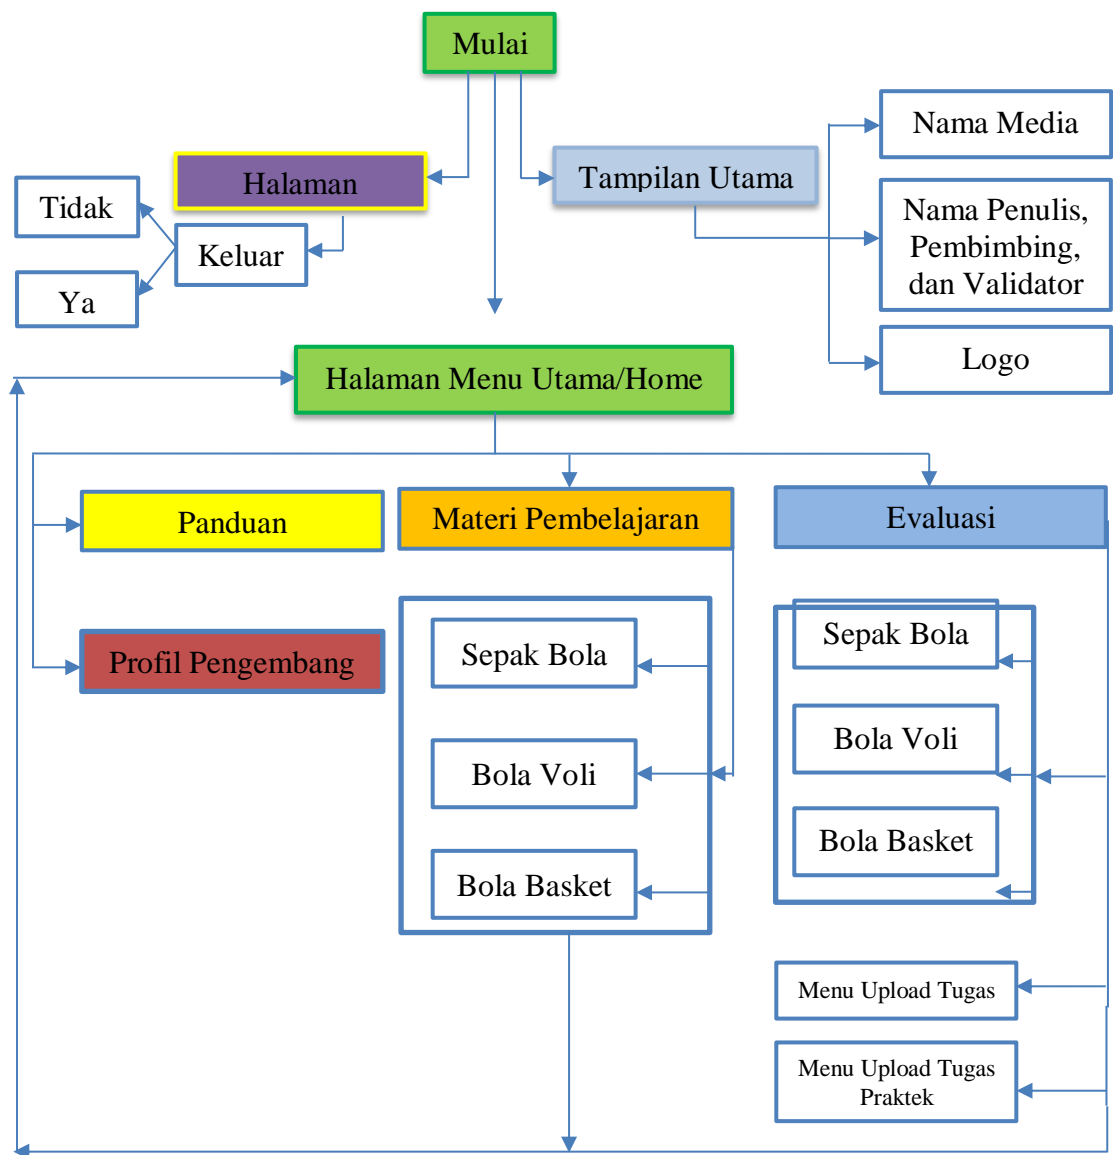 Mulai
Nama Media
Halaman
Tampilan Utama
Tidak
Keluar
Ya
Nama Penulis,
Pembimbing,
dan Validator
Logo
Halaman Menu Utama/Home
Panduan
Materi Pembelajaran
Evaluasi
Profil Pengembang
Sepak Bola
Bola Voli
Bola Basket
Sepak Bola
Bola Voli
Bola Basket
Menu Upload Tugas
Menu Upload Tugas
Praktek